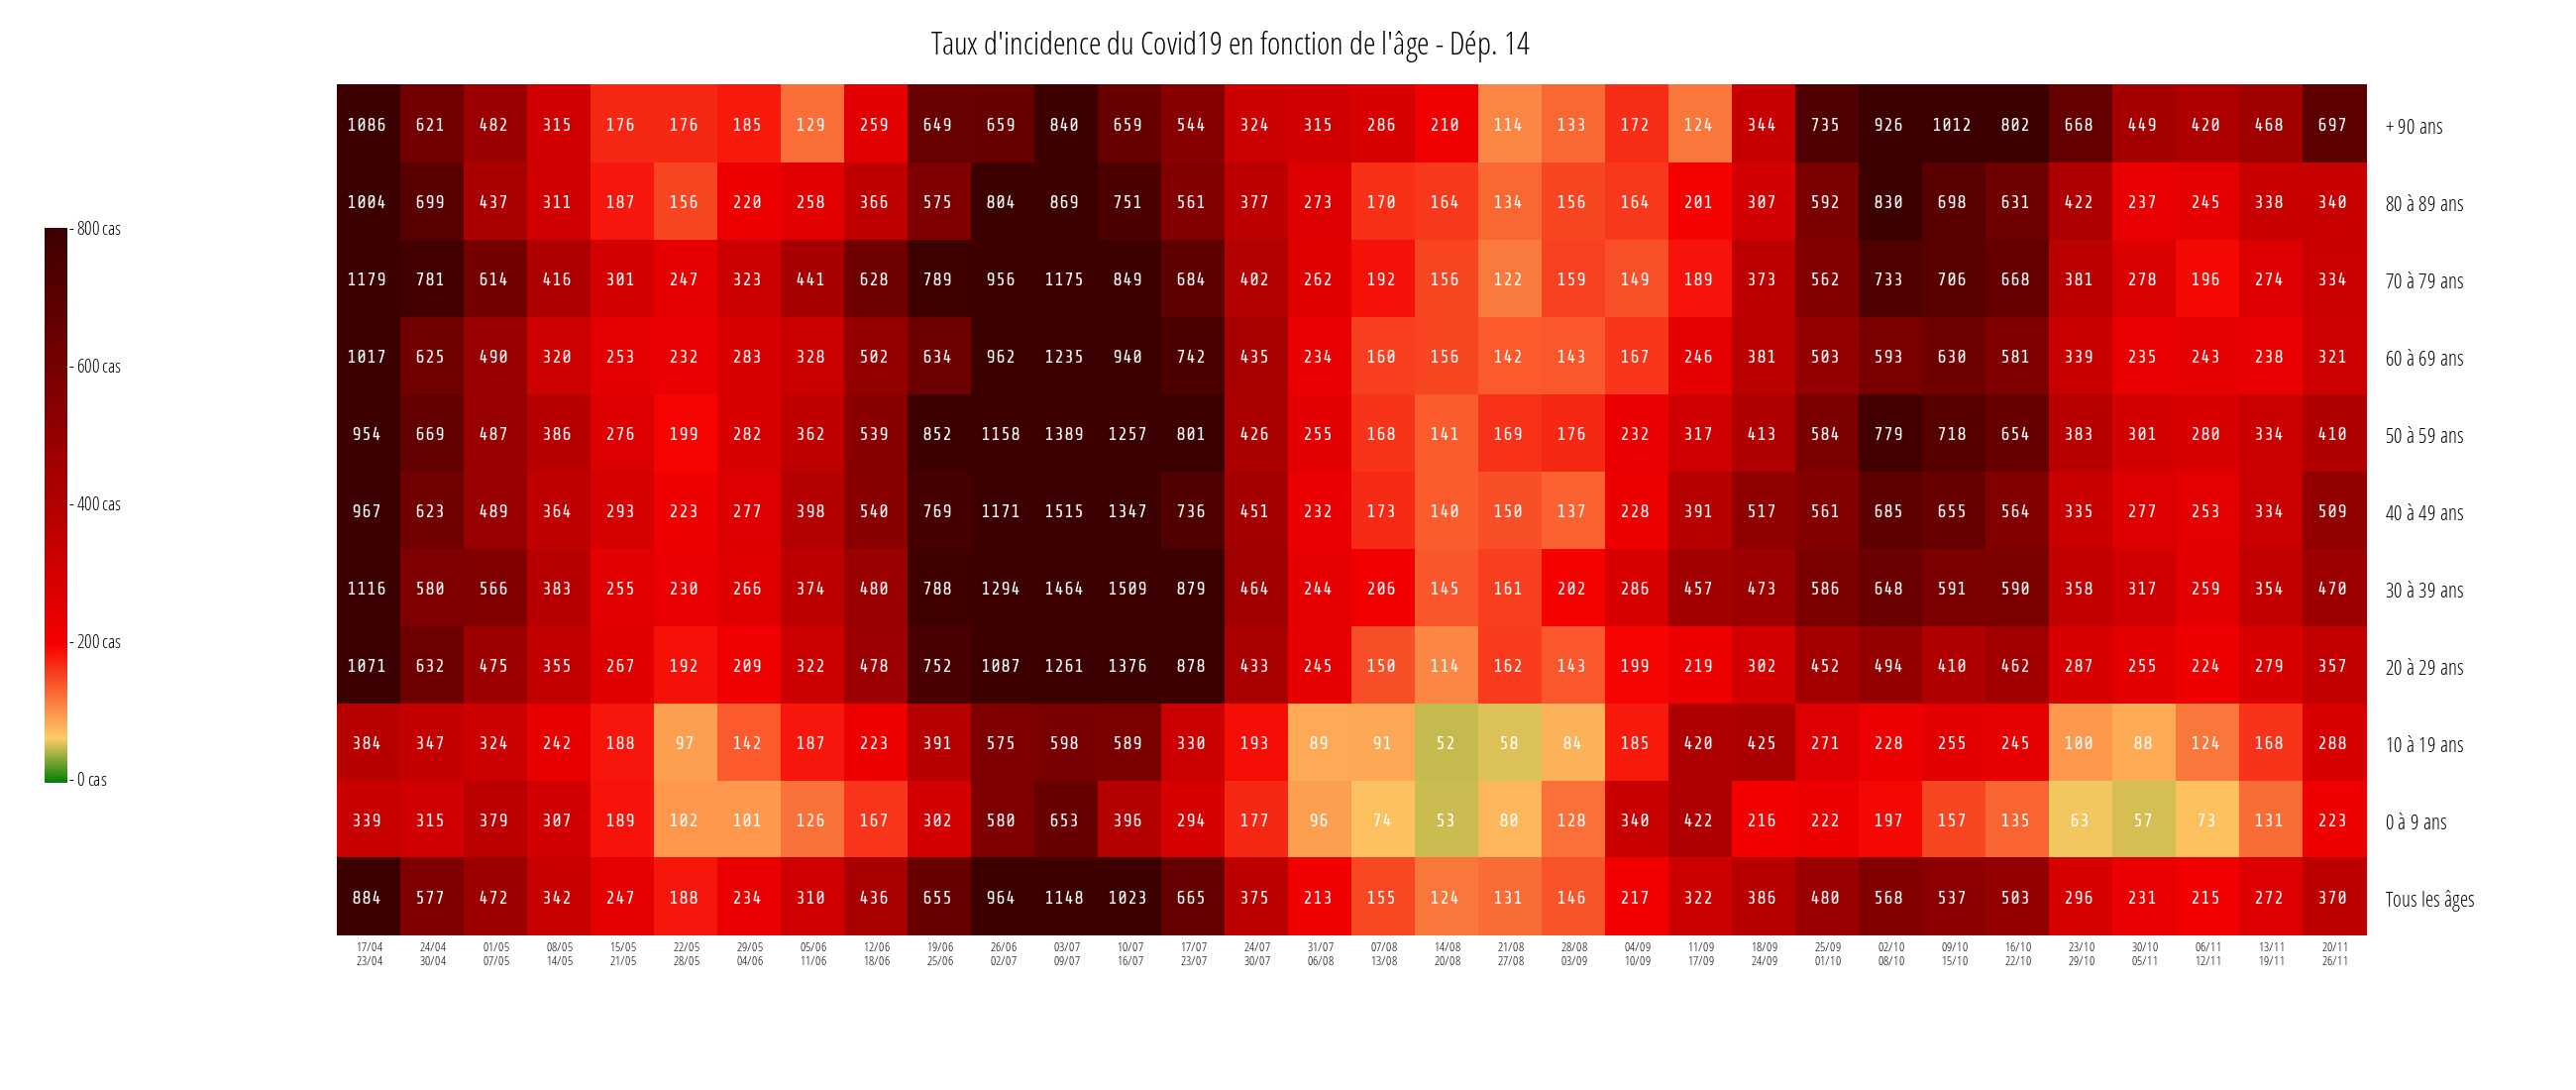 Taux d'incidence du Covid19 en fonction de l'âge - Dép. 14
- 800 cas
- 600 cas
- 400 cas
- 200 cas
- 0 cas
1086 621 482 315 176 176 185 129 259 649 659 840 659 544 324 315 286 210 114 133 172 124 344 735 926 1012 802 668 449 420 468 697 + 90 ans
1004 699 437 311 187 156 220 258 366 575 804 869 751 561 377 273 170 164 134 156 164 201 307 592 830 698 631 422 237 245 338 340 80 à 89 ans
1179 781 614 416 301 247 323 441 628 789 956 1175 849 684 402 262 192 156 122 159 149 189 373 562 733 706 668 381 278 196 274 334 70 à 79 ans
1017 625 490 320 253 232 283 328 502 634 962 1235 940 742 435 234 160 156 142 143 167 246 381 503 593 630 581 339 235 243 238 321 60 à 69 ans
954 669 487 386 276 199 282 362 539 852 1158 1389 1257 801 426 255 168 141 169 176 232 317 413 584 779 718 654 383 301 280 334 410 50 à 59 ans
967 623 489 364 293 223 277 398 540 769 1171 1515 1347 736 451 232 173 140 150 137 228 391 517 561 685 655 564 335 277 253 334 509 40 à 49 ans
1116 580 566 383 255 230 266 374 480 788 1294 1464 1509 879 464 244 206 145 161 202 286 457 473 586 648 591 590 358 317 259 354 470 30 à 39 ans
1071 632 475 355 267 192 209 322 478 752 1087 1261 1376 878 433 245 150 114 162 143 199 219 302 452 494 410 462 287 255 224 279 357 20 à 29 ans
384 347 324 242 188 97 142 187 223 391 575 598 589 330 193 89 91 52 58 84 185 420 425 271 228 255 245 100 88 124 168 288 10 à 19 ans
339 315 379 307 189 102 101 126 167 302 580 653 396 294 177 96 74 53 80 128 340 422 216 222 197 157 135 63 57 73 131 223 0 à 9 ans
884 577 472 342 247 188 234 310 436 655 964 1148 1023 665 375 213 155 124 131 146 217 322 386 480 568 537 503 296 231 215 272 370 Tous les âges
17/04 24/04 01/05 08/05 15/05 22/05 29/05 05/06 12/06 19/06 26/06 03/07 10/07 17/07 24/07 31/07 07/08 14/08 21/08 28/08 04/09 11/09 18/09 25/09 02/10 09/10 16/10 23/10 30/10 06/11 13/11 20/11
23/04 30/04 07/05 14/05 21/05 28/05 04/06 11/06 18/06 25/06 02/07 09/07 16/07 23/07 30/07 06/08 13/08 20/08 27/08 03/09 10/09 17/09 24/09 01/10 08/10 15/10 22/10 29/10 05/11 12/11 19/11 26/11